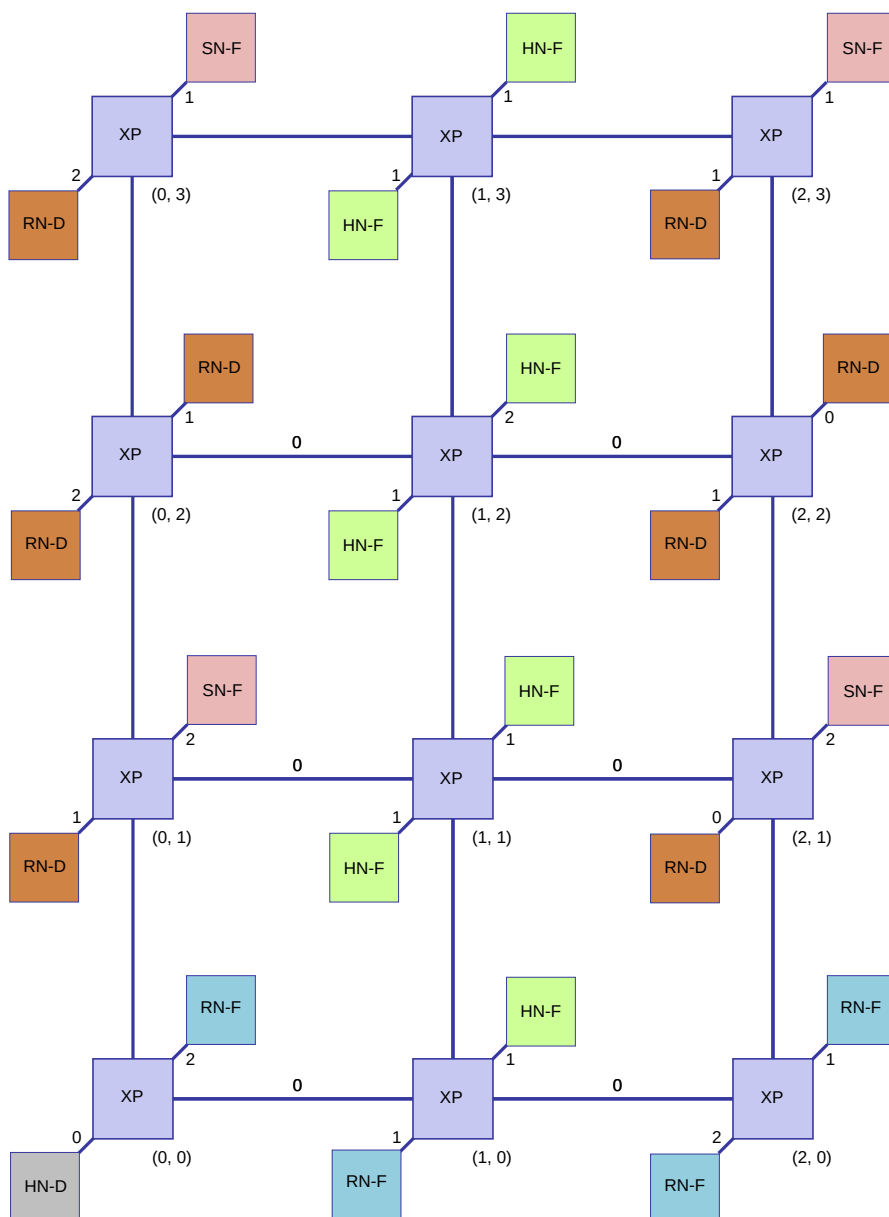 SN-F
HN-F
SN-F
1
1
1
XP
XP
XP
2
1
1
(0, 3)
(1, 3)
(2, 3)
RN-D
HN-F
RN-D
RN-D
HN-F
RN-D
1
2
0
0
0
XP
XP
XP
2
1
1
(0, 2)
(1, 2)
(2, 2)
RN-D
HN-F
RN-D
SN-F
HN-F
SN-F
2
1
2
0
0
XP
XP
XP
1
1
0
(0, 1)
(1, 1)
(2, 1)
RN-D
HN-F
RN-D
RN-F
HN-F
RN-F
2
1
1
0
0
XP
XP
XP
0
1
2
(0, 0)
(1, 0)
(2, 0)
HN-D
RN-F
RN-F